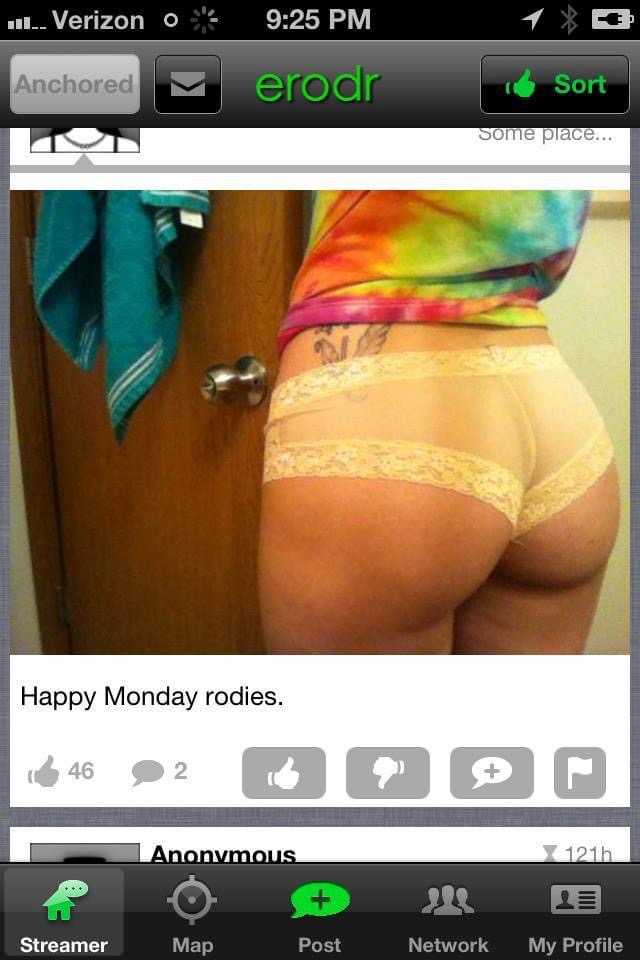 Verizon 9:25 PM
Anchored erodr Sort
Some place...
Happy Monday rodies.
46 2
Anonymous 121h
Streamer Map Post Network My Profile